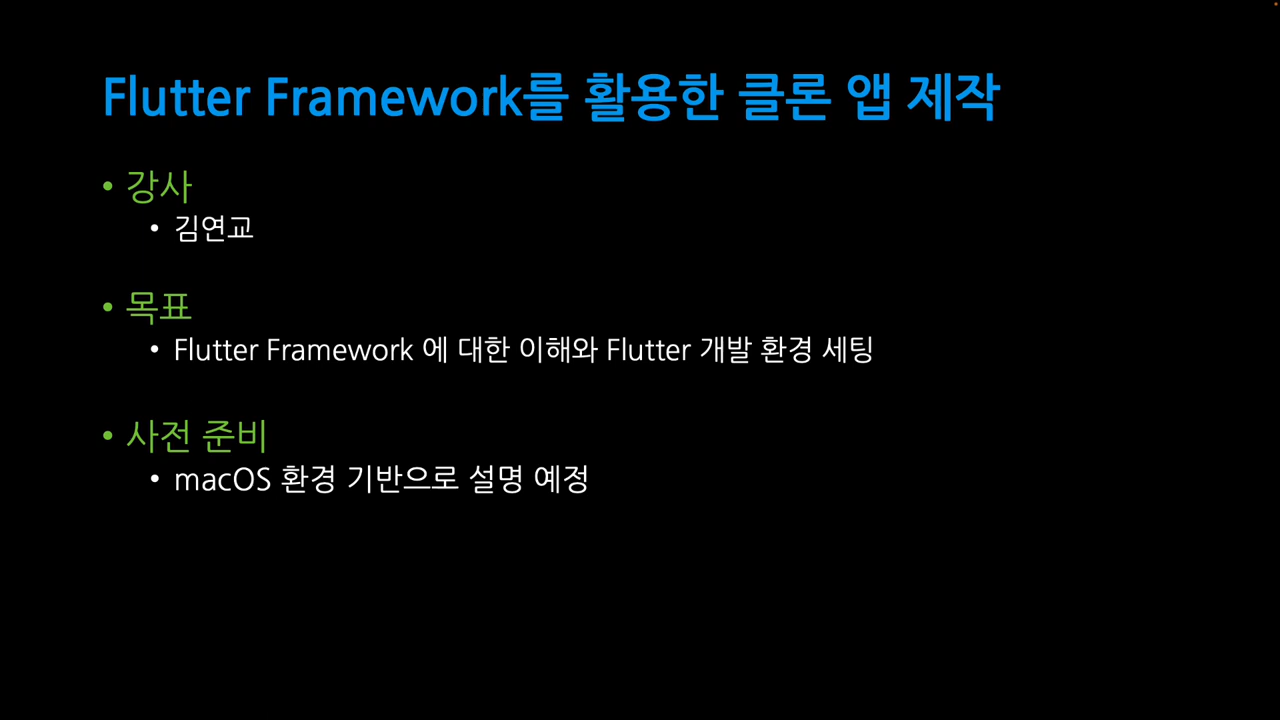 Flutter Framework를 활용한 클론 앱 제작
• 강사
• 김연교
• 목표
• Flutter Framework 에 대한 이해와 Flutter 개발 환경 세팅
• 사전 준비
• macOS 환경 기반으로 설명 예정